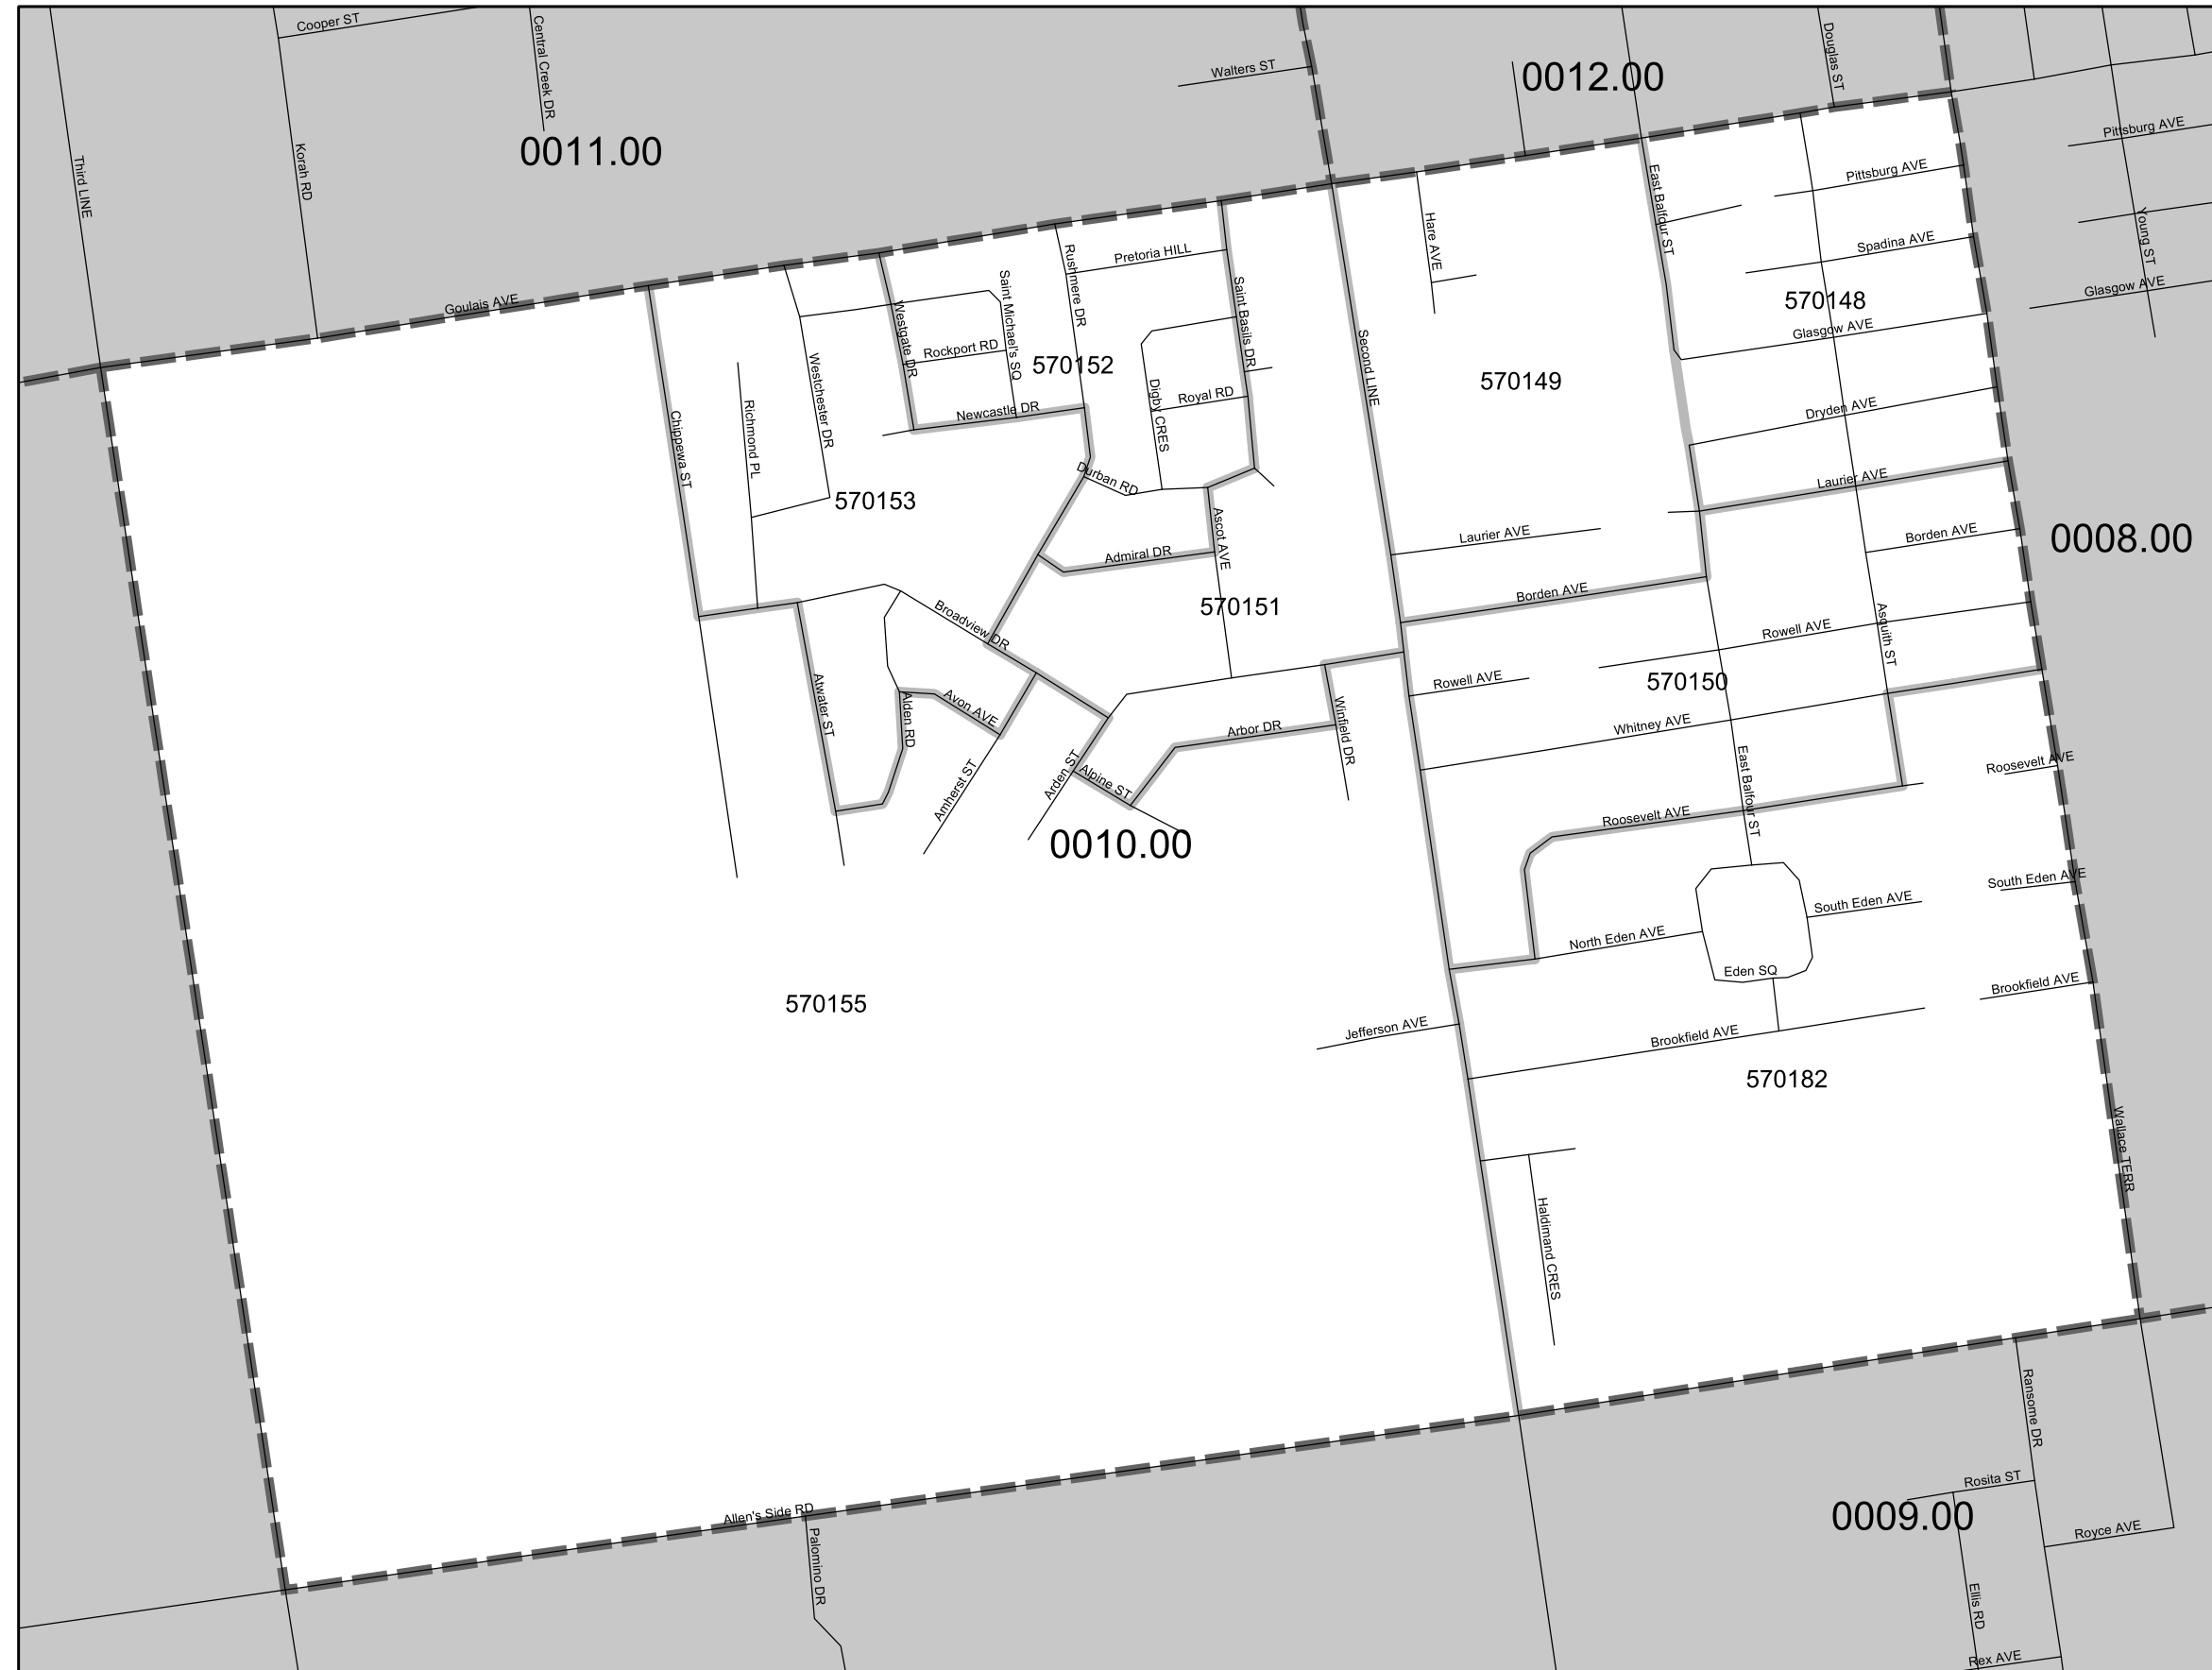 Cooper ST
Central Creek DR
Third LINE
Korah RD
0011.00
Walters ST
0012.00
Douglas ST
Pittsburg AVE
Young ST
Glasgow AVE
Goulais AVE
Pretoria HILL
Rushmere DR
Saint Michael's SQ
Westgate DR
Rockport RD
570152
Saint Basils DR
Newcastle DR
Digby CRES
Royal RD
Durban RD
Westchester DR
Richmond PL
Chippewa ST
570153
Ascot AVE
Admiral DR
570151
Broadview DR
Atwater ST
Alden RD
Avon AVE
Amherst ST
Arden ST
Alpine ST
Arbor DR
Winfield DR
0010.00
Second LINE
Hare AVE
570149
East Balfour ST
Pittsburg AVE
Spadina AVE
570148
Glasgow AVE
Dryden AVE
Laurier AVE
Borden AVE
0008.00
Laurier AVE
Borden AVE
Rowell AVE
Asquith ST
Rowell AVE
570150
Whitney AVE
East Balfour ST
Roosevelt AVE
Roosevelt AVE
South Eden AVE
South Eden AVE
North Eden AVE
Eden SQ
Brookfield AVE
Brookfield AVE
Jefferson AVE
570155
570182
Wallace TERR
Haldimand CRES
Allen's Side RD
Palomino DR
Ransome DR
Rosita ST
0009.00
Royce AVE
Ellis RD
Rex AVE